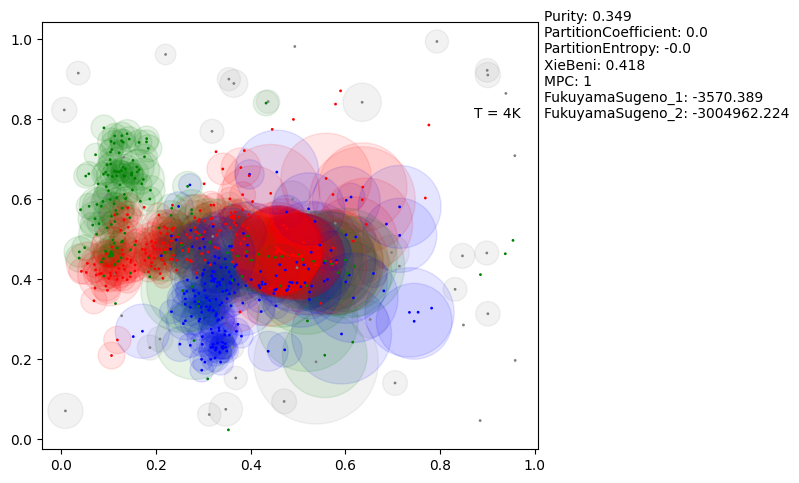 Purity: 0.349
PartitionCoefficient: 0.0
PartitionEntropy: -0.0
XieBeni: 0.418
MPC: 1
FukuyamaSugeno_1: -3570.389
FukuyamaSugeno_2: -3004962.224
T = 4K
1.0
0.8
0.6
0.4
0.2
0.0
0.0 0.2 0.4 0.6 0.8 1.0